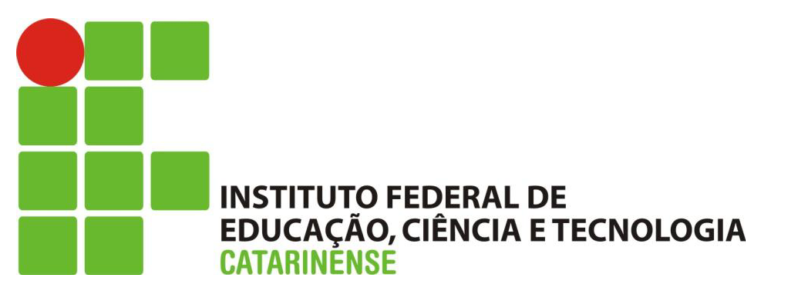 INSTITUTO FEDERAL DE
EDUCAÇÃO, CIÊNCIA E TECNOLOGIA
CATARINENSE